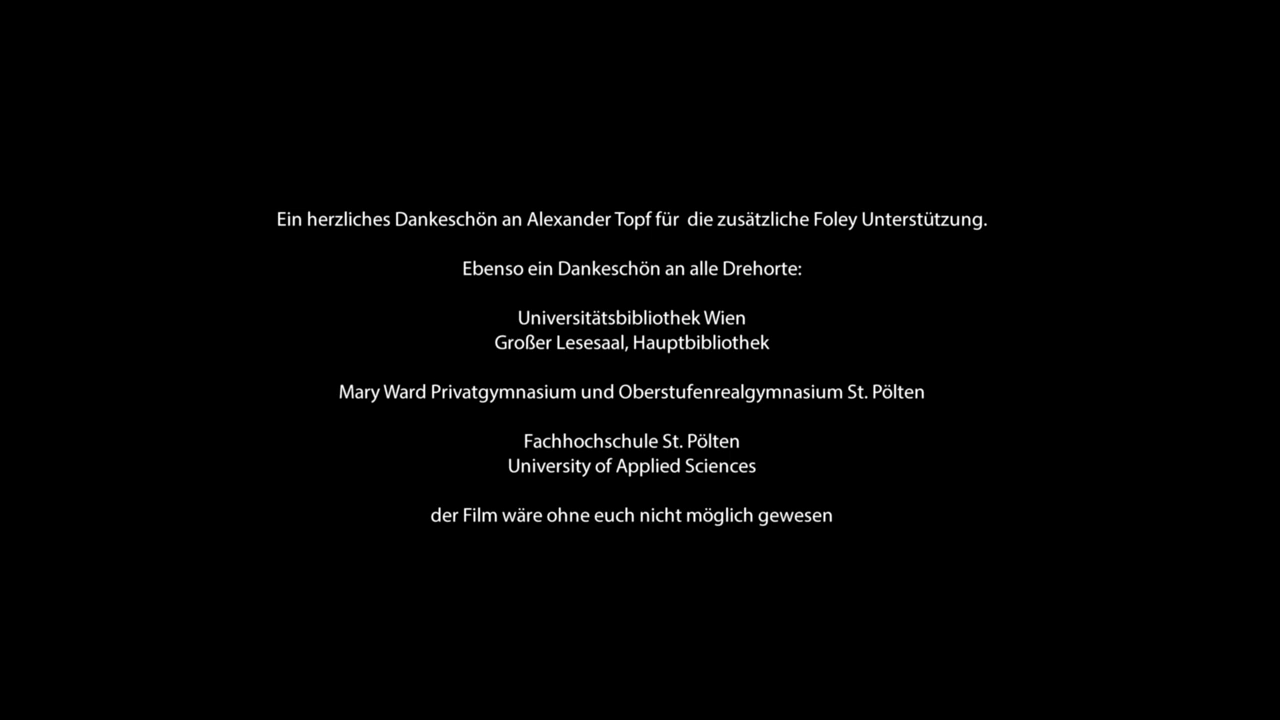 Ein herzliches Dankeschön an Alexander Topf für  die zusätzliche Foley Unterstützung.
Ebenso ein Dankeschön an alle Drehorte:
Universitätsbibliothek Wien
Großer Lesesaal, Hauptbibliothek
Mary Ward Privatgymnasium und Oberstufenrealgymnasium St. Pölten
Fachhochschule St. Pölten
University of Applied Sciences
der Film wäre ohne euch nicht möglich gewesen